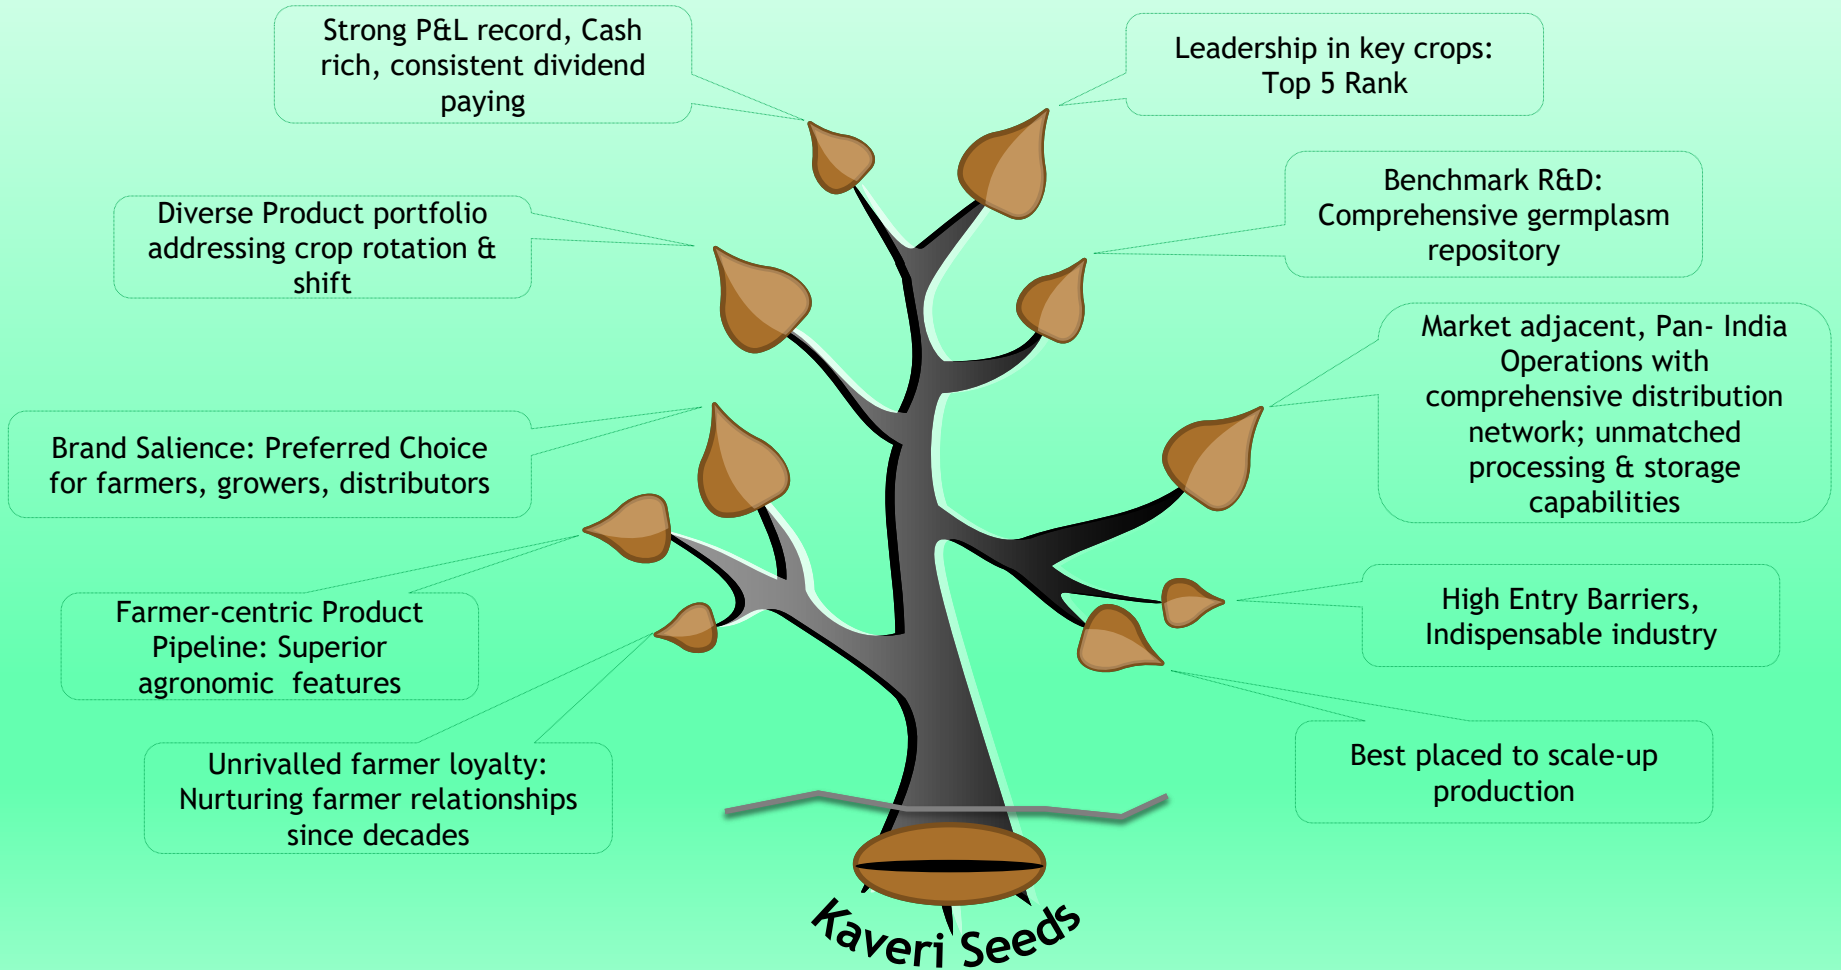 Strong P&L record, Cash
rich, consistent dividend
paying
Leadership in key crops:
Top 5 Rank
Diverse Product portfolio
addressing crop rotation &
shift
Benchmark R&D:
Comprehensive germplasm
repository
Brand Salience: Preferred Choice
for farmers, growers, distributors
Market adjacent, Pan- India
Operations with
comprehensive distribution
network; unmatched
processing & storage
capabilities
Farmer-centric Product
Pipeline: Superior
agronomic  features
High Entry Barriers,
Indispensable industry
Unrivalled farmer loyalty:
Nurturing farmer relationships
since decades
Best placed to scale-up
production
Kaveri Seeds